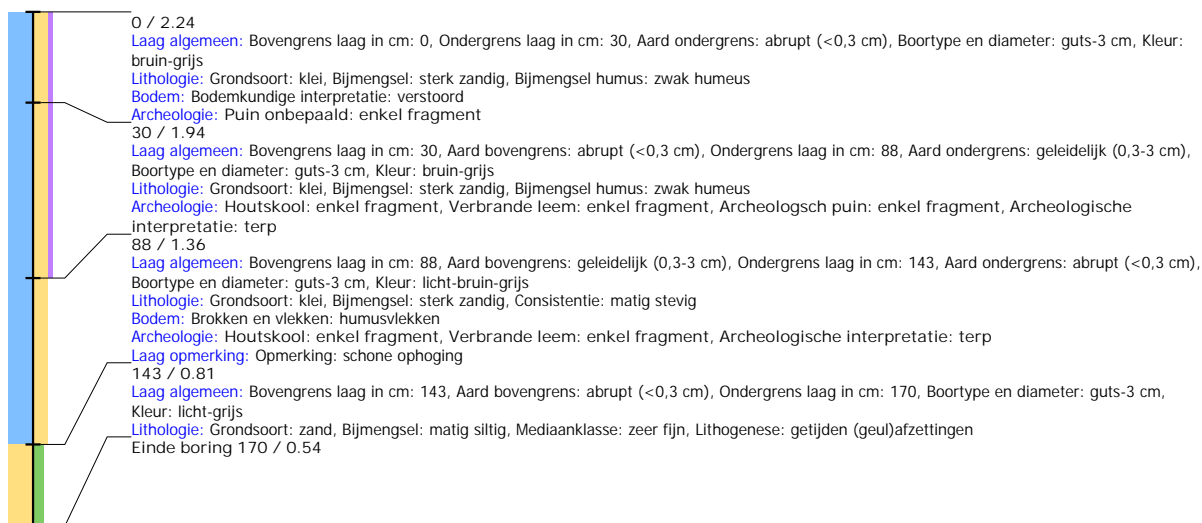 0 / 2.24
Laag algemeen: Bovengrens laag in cm: 0, Ondergrens laag in cm: 30, Aard ondergrens: abrupt (<0,3 cm), Boortype en diameter: guts-3 cm, Kleur:
bruin-grijs
Lithologie: Grondsoort: klei, Bijmengsel: sterk zandig, Bijmengsel humus: zwak humeus
Bodem: Bodemkundige interpretatie: verstoord
Archeologie: Puin onbepaald: enkel fragment
30 / 1.94
Laag algemeen: Bovengrens laag in cm: 30, Aard bovengrens: abrupt (<0,3 cm), Ondergrens laag in cm: 88, Aard ondergrens: geleidelijk (0,3-3 cm),
Boortype en diameter: guts-3 cm, Kleur: bruin-grijs
Lithologie: Grondsoort: klei, Bijmengsel: sterk zandig, Bijmengsel humus: zwak humeus
Archeologie: Houtskool: enkel fragment, Verbrande leem: enkel fragment, Archeologsch puin: enkel fragment, Archeologische
interpretatie: terp
88 / 1.36
Laag algemeen: Bovengrens laag in cm: 88, Aard bovengrens: geleidelijk (0,3-3 cm), Ondergrens laag in cm: 143, Aard ondergrens: abrupt (<0,3 cm),
Boortype en diameter: guts-3 cm, Kleur: licht-bruin-grijs
Lithologie: Grondsoort: klei, Bijmengsel: sterk zandig, Consistentie: matig stevig
Bodem: Brokken en vlekken: humusvlekken
Archeologie: Houtskool: enkel fragment, Verbrande leem: enkel fragment, Archeologische interpretatie: terp
Laag opmerking: Opmerking: schone ophoging
143 / 0.81
Laag algemeen: Bovengrens laag in cm: 143, Aard bovengrens: abrupt (<0,3 cm), Ondergrens laag in cm: 170, Boortype en diameter: guts-3 cm,
Kleur: licht-grijs
Lithologie: Grondsoort: zand, Bijmengsel: matig siltig, Mediaanklasse: zeer fijn, Lithogenese: getijden (geul)afzettingen
Einde boring 170 / 0.54